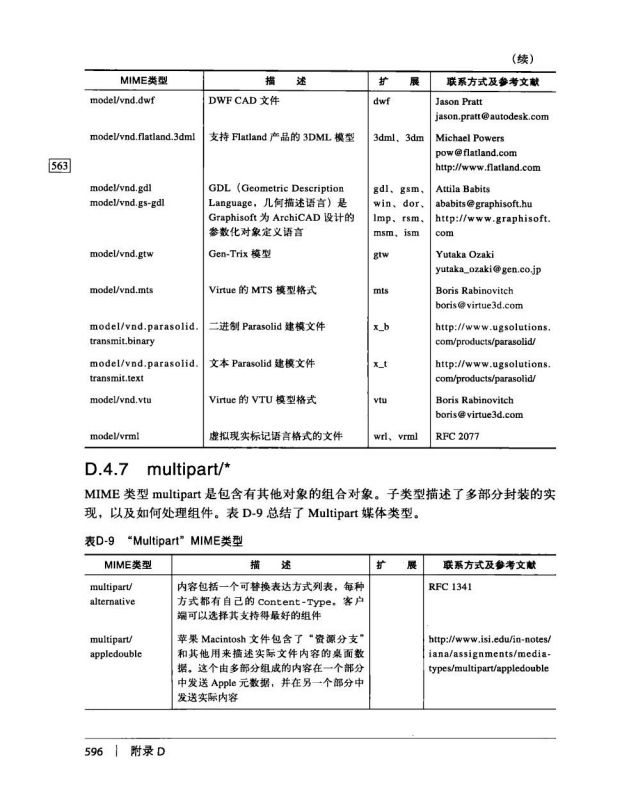 （续）
MIME类型 描 述 扩 展 联系方式及参考文献
model/vnd.dwf DWF CAD 文件 dwf Jason Pratt
jason.pratt@autodesk.com
model/vnd.flatland.3dml 支持 Flatland 产品的 3DML 模型 3dml、3dm Michael Powers
pow@flatland.com
563 http://www.flatland.com
model/vnd.gdl GDL（Geometric Description gdl、gsm、 Attila Babits
model/vnd.gs-gdl Language，几何描述语言）是 win、dor、 ababits@graphisoft.hu
Graphisoft 为 ArchiCAD 设计的 lmp、rsm、 http://www.graphisoft.
参数化对象定义语言 msm、ism com
model/vnd.gtw Gen-Trix 模型 gtw Yutaka Ozaki
yutaka_ozaki@gen.co.jp
model/vnd.mts Virtue 的 MTS 模型格式 mts Boris Rabinovitch
boris@virtue3d.com
model/vnd.parasolid. 二进制 Parasolid 建模文件 x_b http://www.ugsolutions.
transmit.binary com/products/parasolid/
model/vnd.parasolid. 文本 Parasolid 建模文件 x_t http://www.ugsolutions.
transmit.text com/products/parasolid/
model/vnd.vtu Virtue 的 VTU 模型格式 vtu Boris Rabinovitch
boris@virtue3d.com
model/vrml 虚拟现实标记语言格式的文件 wrl、vrml RFC 2077
D.4.7 multipart/*
MIME 类型 multipart 是包含有其他对象的组合对象。子类型描述了多部分封装的实
现，以及如何处理组件。表 D-9 总结了 Multipart 媒体类型。
表D-9 “Multipart”MIME类型
MIME类型 描 述 扩 展 联系方式及参考文献
multipart/ 内容包括一个可替换表达方式列表，每种 RFC 1341
alternative 方式都有自己的 Content-Type。客户
端可以选择其支持得最好的组件
multipart/ 苹果 Macintosh 文件包含了“资源分支” http://www.isi.edu/in-notes/
appledouble 和其他用来描述实际文件内容的桌面数 iana/assignments/media-
据。这个由多部分组成的内容在一个部分 types/multipart/appledouble
中发送 Apple 元数据，并在另一个部分中
发送实际内容
596 | 附录 D